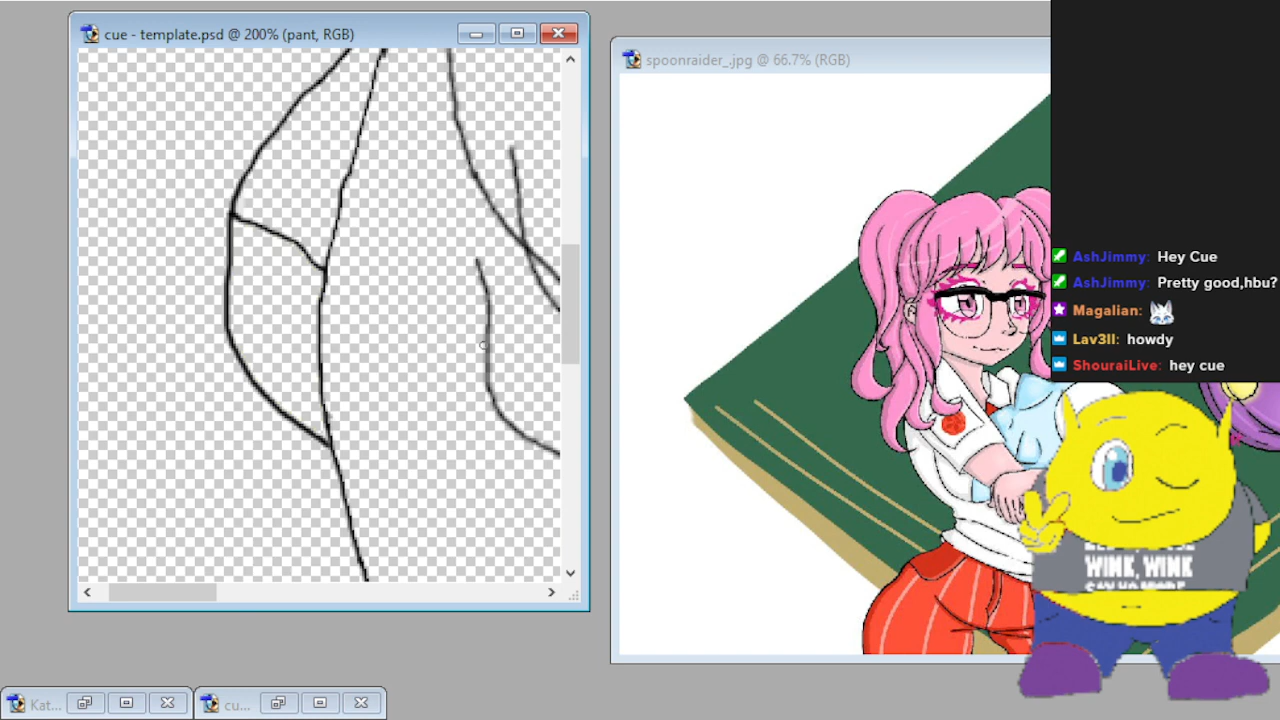 cue - template.psd @ 200% (pant, RGB)
spoonraider_.jpg @ 66.7% (RGB)
AshJimmy: Hey Cue
AshJimmy: Pretty good,hbu?
Magalian:
Lav3ll: howdy
ShouraiLive: hey cue
WINK, WINK
Kat...
cu...